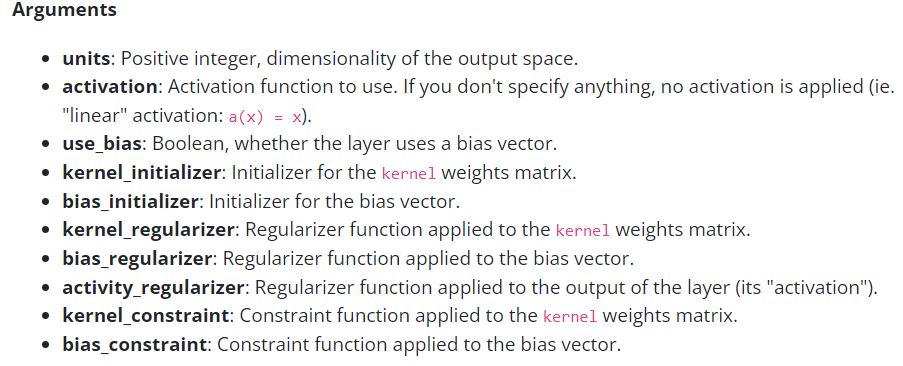 Arguments
• units: Positive integer, dimensionality of the output space.
• activation: Activation function to use. If you don't specify anything, no activation is applied (ie.
"linear" activation: a(x) = x).
• use_bias: Boolean, whether the layer uses a bias vector.
• kernel_initializer: Initializer for the kernel weights matrix.
• bias_initializer: Initializer for the bias vector.
• kernel_regularizer: Regularizer function applied to the kernel weights matrix.
• bias_regularizer: Regularizer function applied to the bias vector.
• activity_regularizer: Regularizer function applied to the output of the layer (its "activation").
• kernel_constraint: Constraint function applied to the kernel weights matrix.
• bias_constraint: Constraint function applied to the bias vector.